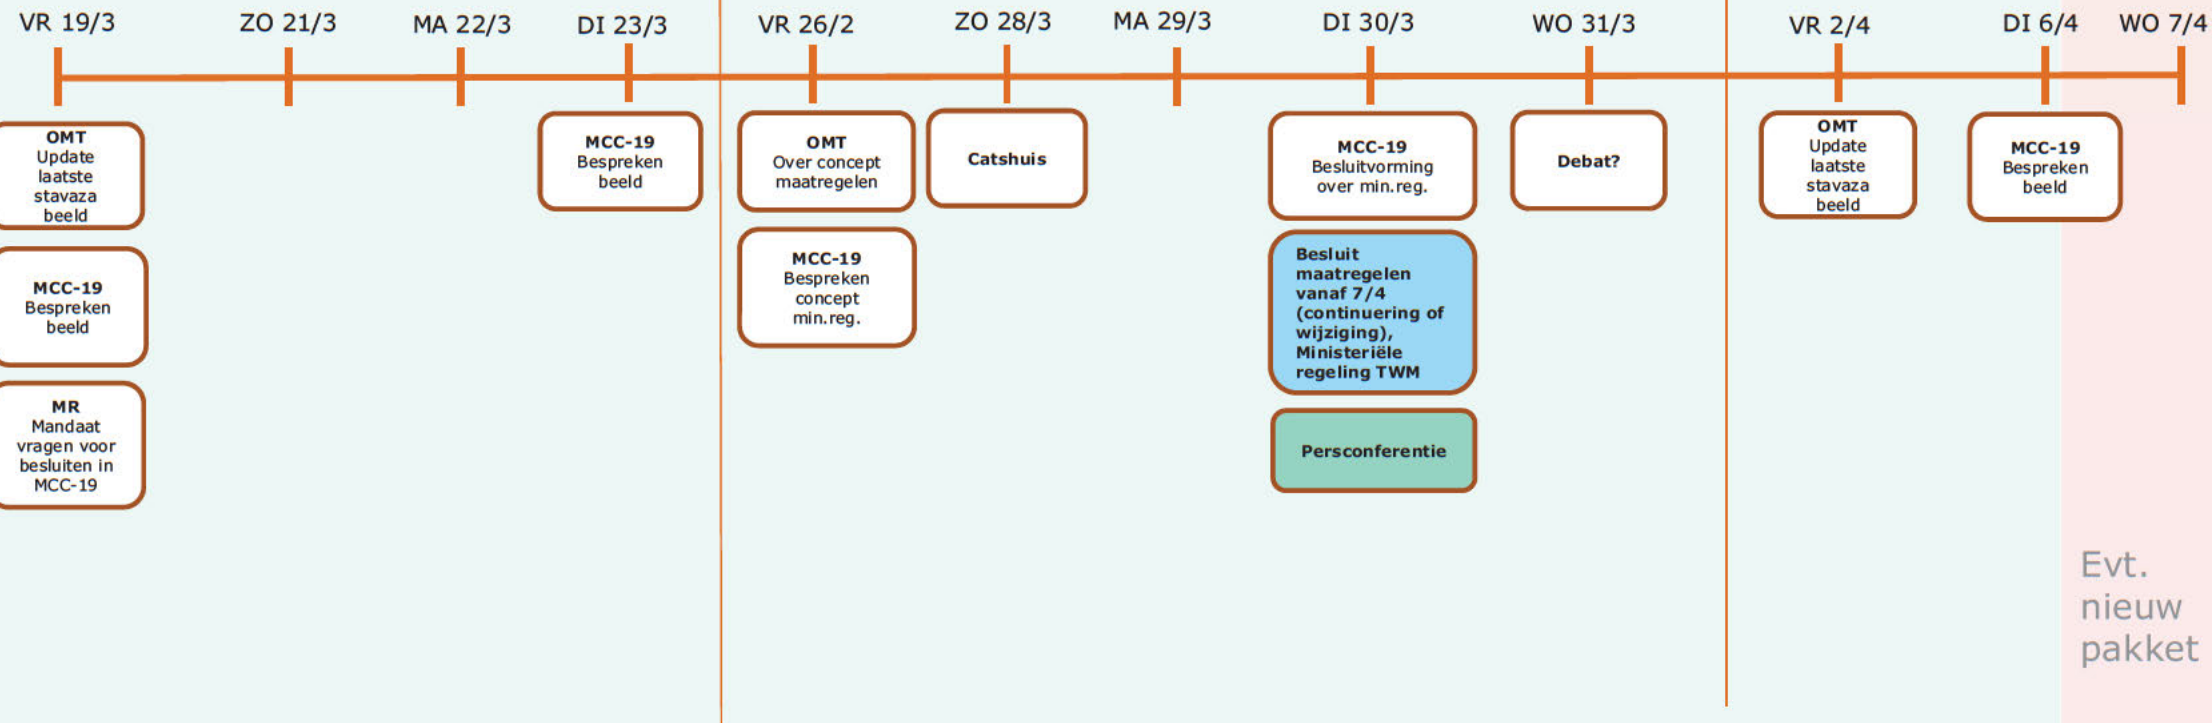 VR 19/3
ZO 21/3
MA 22/3
DI 23/3
VR 26/2
ZO 28/3
MA 29/3
DI 30/3
WO 31/3
VR 2/4
DI 6/4
WO 7/4
OMT
Update
laatste
stavaza
beeld
MCC-19
Bespreken
beeld
MR
Mandaat
vragen voor
besluiten in
MCC-19
MCC-19
Bespreken
beeld
OMT
Over concept
maatregelen
MCC-19
Bespreken
concept
min.reg.
Catshuis
MCC-19
Besluitvorming
over min.reg.
Besluit
maatregelen
vanaf 7/4
(continuering of
wijziging),
Ministeriële
regeling TWM
Persconferentie
Debat?
OMT
Update
laatste
stavaza
beeld
MCC-19
Bespreken
beeld
Evt.
nieuw
pakket